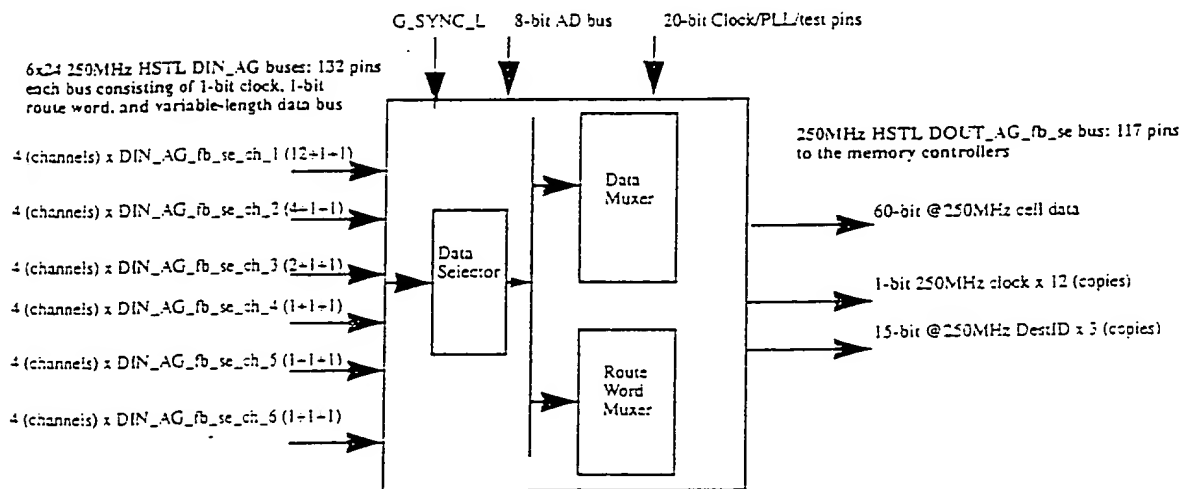 G_SYNC_L
8-bit AD bus
20-bit Clock/PLL/test pins
6x24 250MHz HSTL DIN_AG buses: 132 pins
each bus consisting of 1-bit clock, 1-bit
route word, and variable-length data bus
4 (channels) x DIN_AG_fb_se_ch_1 (12+1+1)
4 (channels) x DIN_AG_fb_se_ch_2 (4+1+1)
4 (channels) x DIN_AG_fb_se_ch_3 (2+1+1)
4 (channels) x DIN_AG_fb_se_ch_4 (1+1+1)
4 (channels) x DIN_AG_fb_se_ch_5 (1+1+1)
4 (channels) x DIN_AG_fb_se_ch_6 (1+1+1)
Data
Selector
Data
Muxer
Route
Word
Muxer
250MHz HSTL DOUT_AG_fb_se bus: 117 pins
to the memory controllers
60-bit @250MHz cell data
1-bit 250MHz clock x 12 (copies)
15-bit @250MHz DestID x 3 (copies)